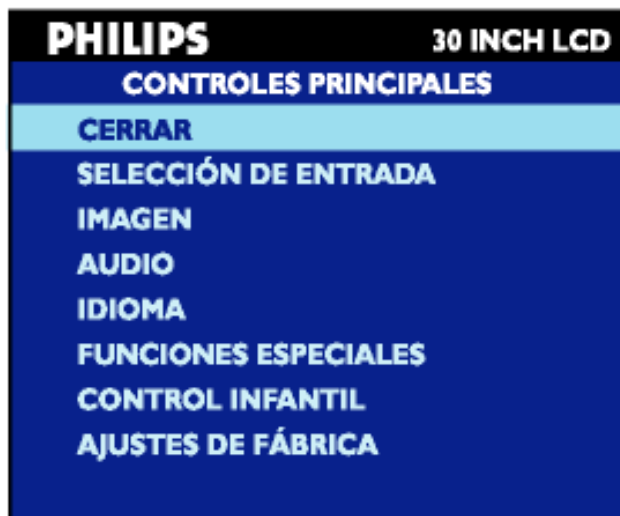 PHILIPS 30 INCH LCD
CONTROLES PRINCIPALES
CERRAR
SELECCIÓN DE ENTRADA
IMAGEN
AUDIO
IDIOMA
FUNCIONES ESPECIALES
CONTROL INFANTIL
AJUSTES DE FÁBRICA